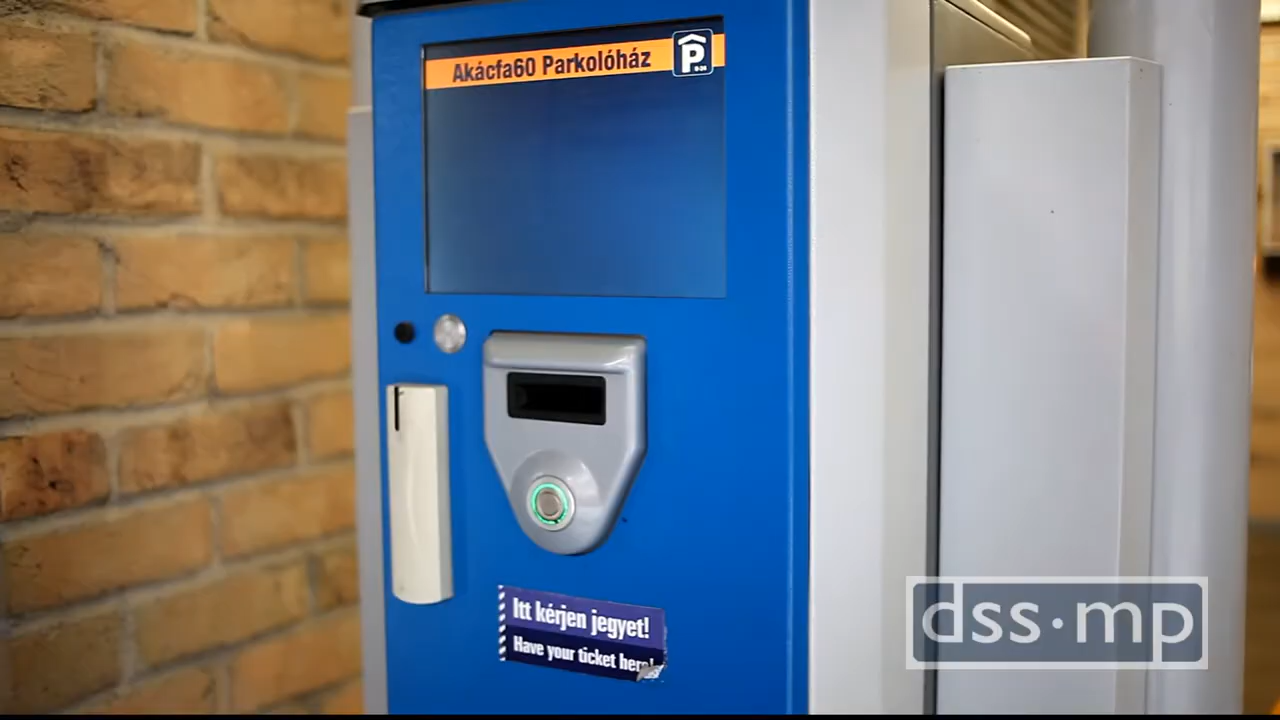 Akácfa60 Parkolóház
P
Itt kérjen jegyet!
Have your ticket here!
dss·mp